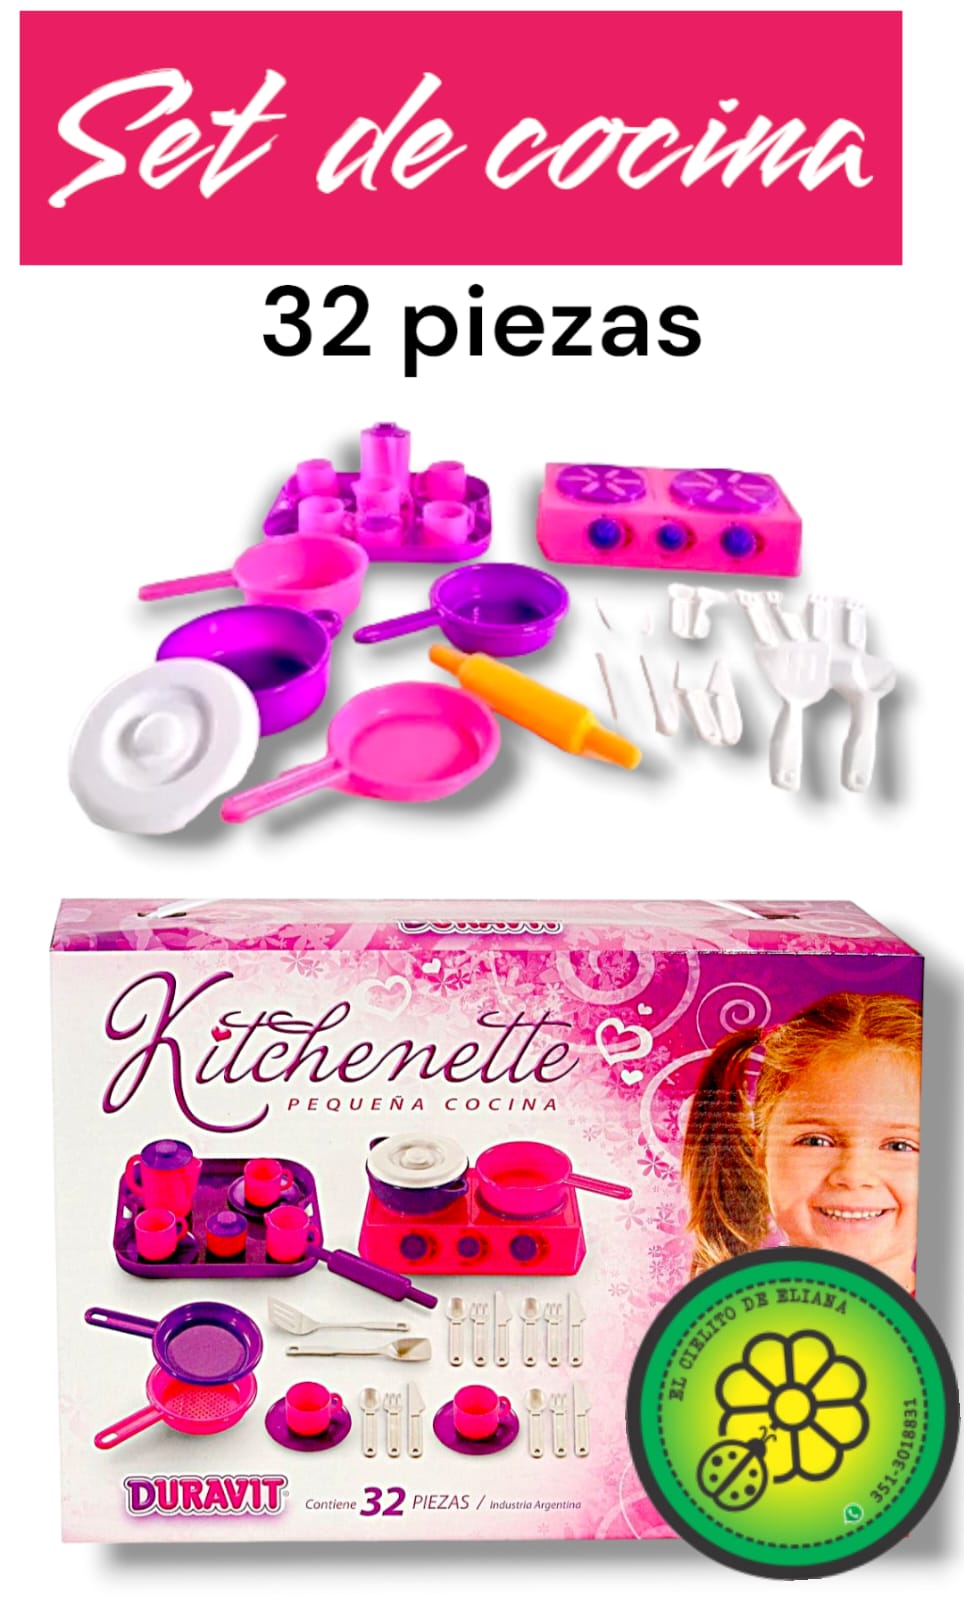 Set de cocina
32 piezas
DURAVIT
Kitchenette
PEQUEÑA COCINA
DURAVIT
Contiene 32 PIEZAS / Industria Argentina
EL CIELITO DE ELIANA
351-3018831